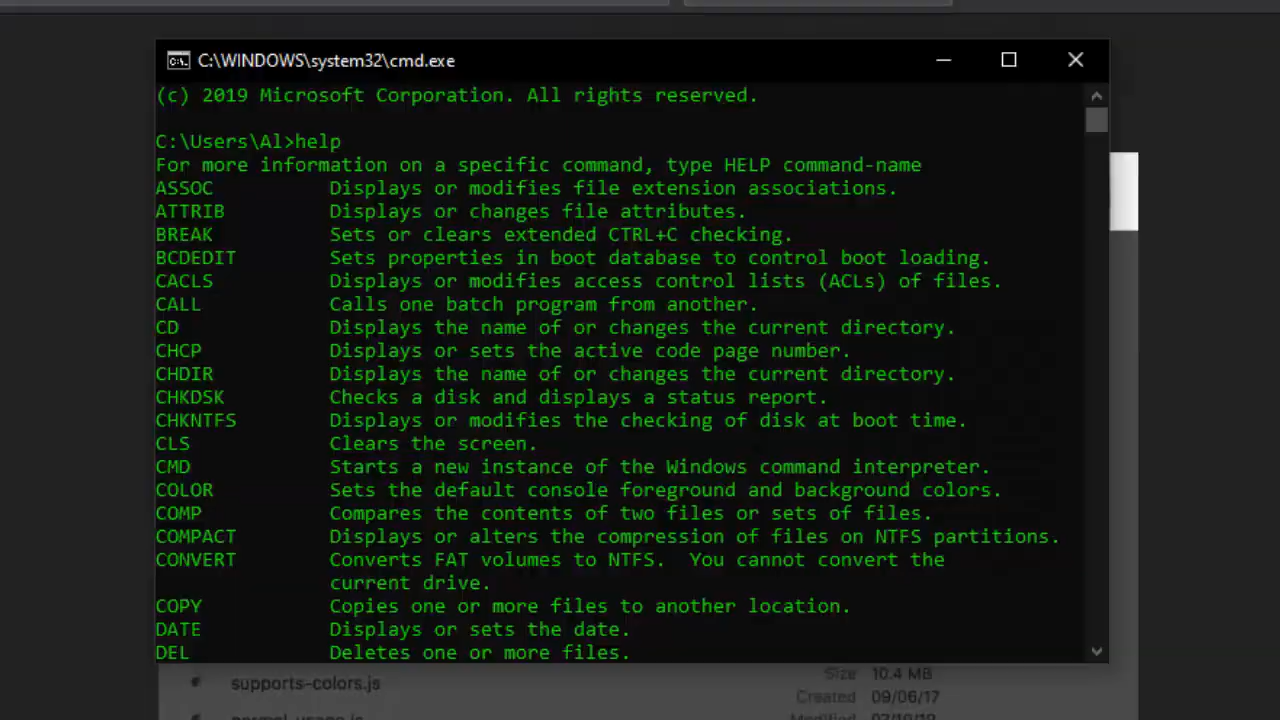 C:\WINDOWS\system32\cmd.exe
(c) 2019 Microsoft Corporation. All rights reserved.
C:\Users\Al>help
For more information on a specific command, type HELP command-name
ASSOC Displays or modifies file extension associations.
ATTRIB Displays or changes file attributes.
BREAK Sets or clears extended CTRL+C checking.
BCDEDIT Sets properties in boot database to control boot loading.
CACLS Displays or modifies access control lists (ACLs) of files.
CALL Calls one batch program from another.
CD Displays the name of or changes the current directory.
CHCP Displays or sets the active code page number.
CHDIR Displays the name of or changes the current directory.
CHKDSK Checks a disk and displays a status report.
CHKNTFS Displays or modifies the checking of disk at boot time.
CLS Clears the screen.
CMD Starts a new instance of the Windows command interpreter.
COLOR Sets the default console foreground and background colors.
COMP Compares the contents of two files or sets of files.
COMPACT Displays or alters the compression of files on NTFS partitions.
CONVERT Converts FAT volumes to NTFS. You cannot convert the
current drive.
COPY Copies one or more files to another location.
DATE Displays or sets the date.
DEL Deletes one or more files.
Size 10.4 MB
supports-colors.js
Created 09/06/17